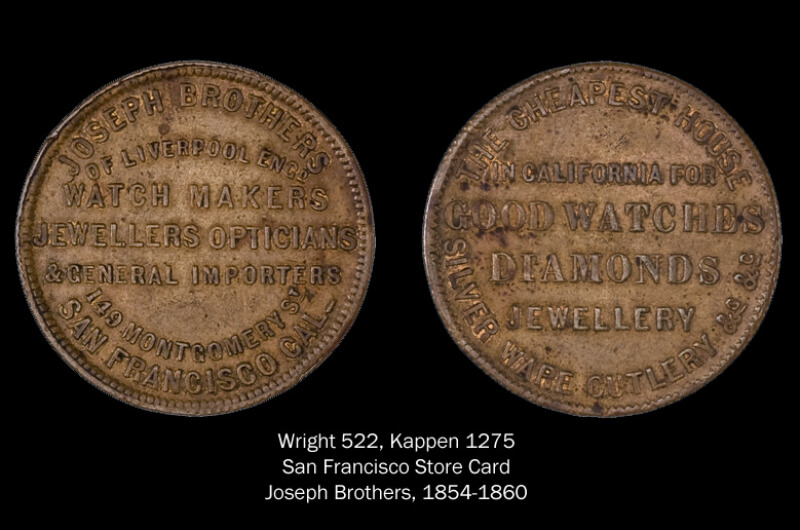 JOSEPH BROTHERS
OF LIVERPOOL ENGD
WATCH MAKERS
JEWELLERS OPTICIANS
& GENERAL IMPORTERS
149 MONTGOMERY ST
SAN FRANCISCO CAL-
THE CHEAPEST HOUSE
IN CALIFORNIA FOR
GOOD WATCHES
DIAMONDS
JEWELLERY
SILVER WARE CUTLERY &c &c
Wright 522, Kappen 1275
San Francisco Store Card
Joseph Brothers, 1854-1860